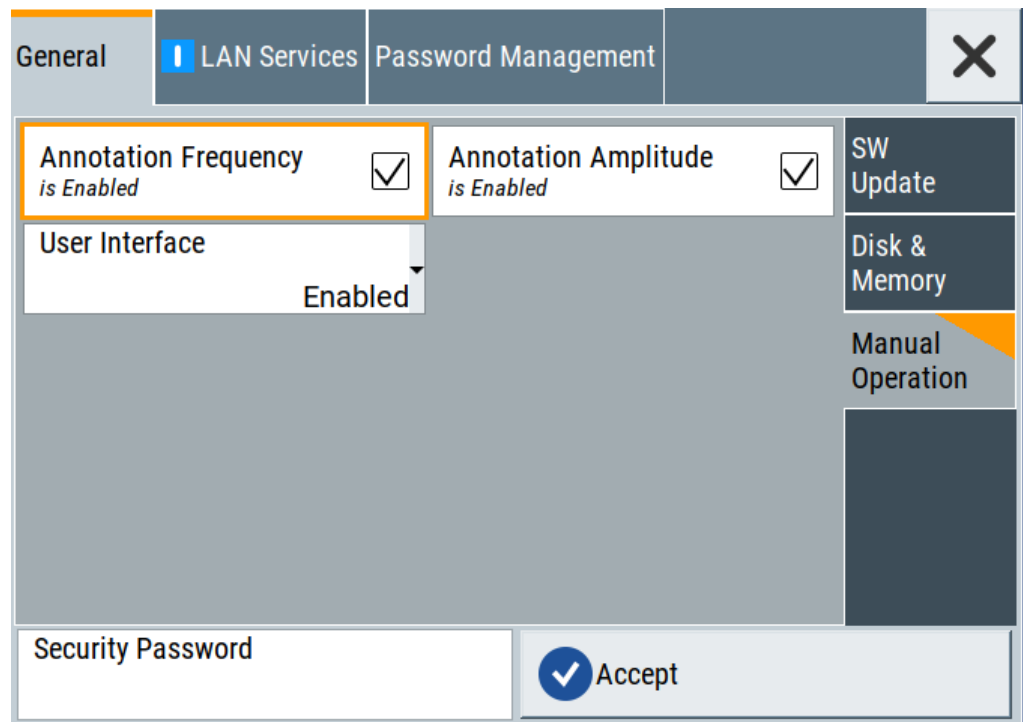 General
LAN Services
Password Management
Annotation Frequency
is Enabled
Annotation Amplitude
is Enabled
User Interface
Enabled
SW
Update
Disk &
Memory
Manual
Operation
Security Password
Accept